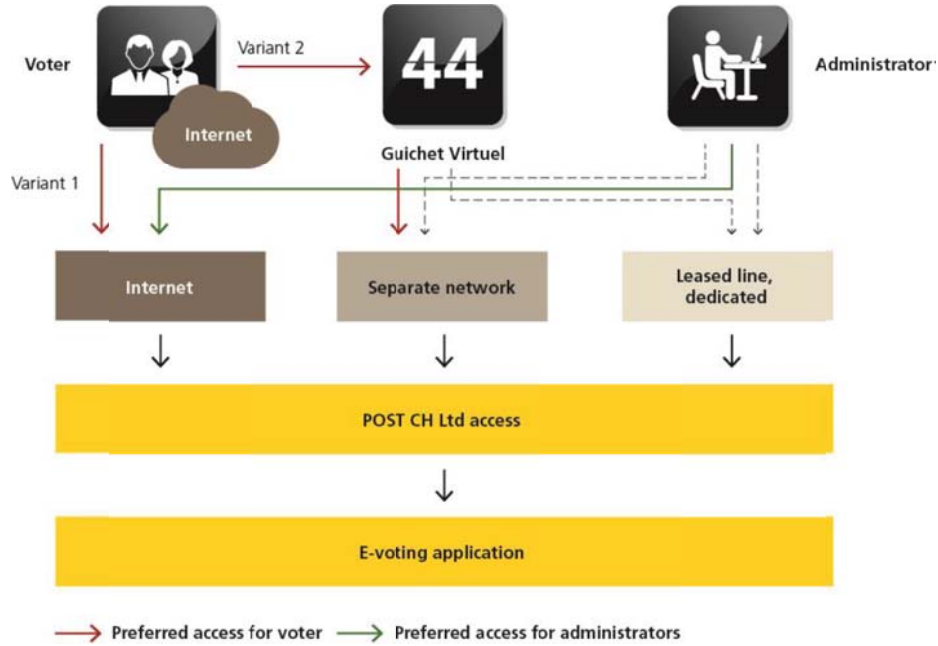 Voter
Variant 2
44
Administrator
Internet
Guichet Virtuel
Variant 1
Internet
Separate network
Leased line,
dedicated
POST CH Ltd access
E-voting application
Preferred access for voter
Preferred access for administrators